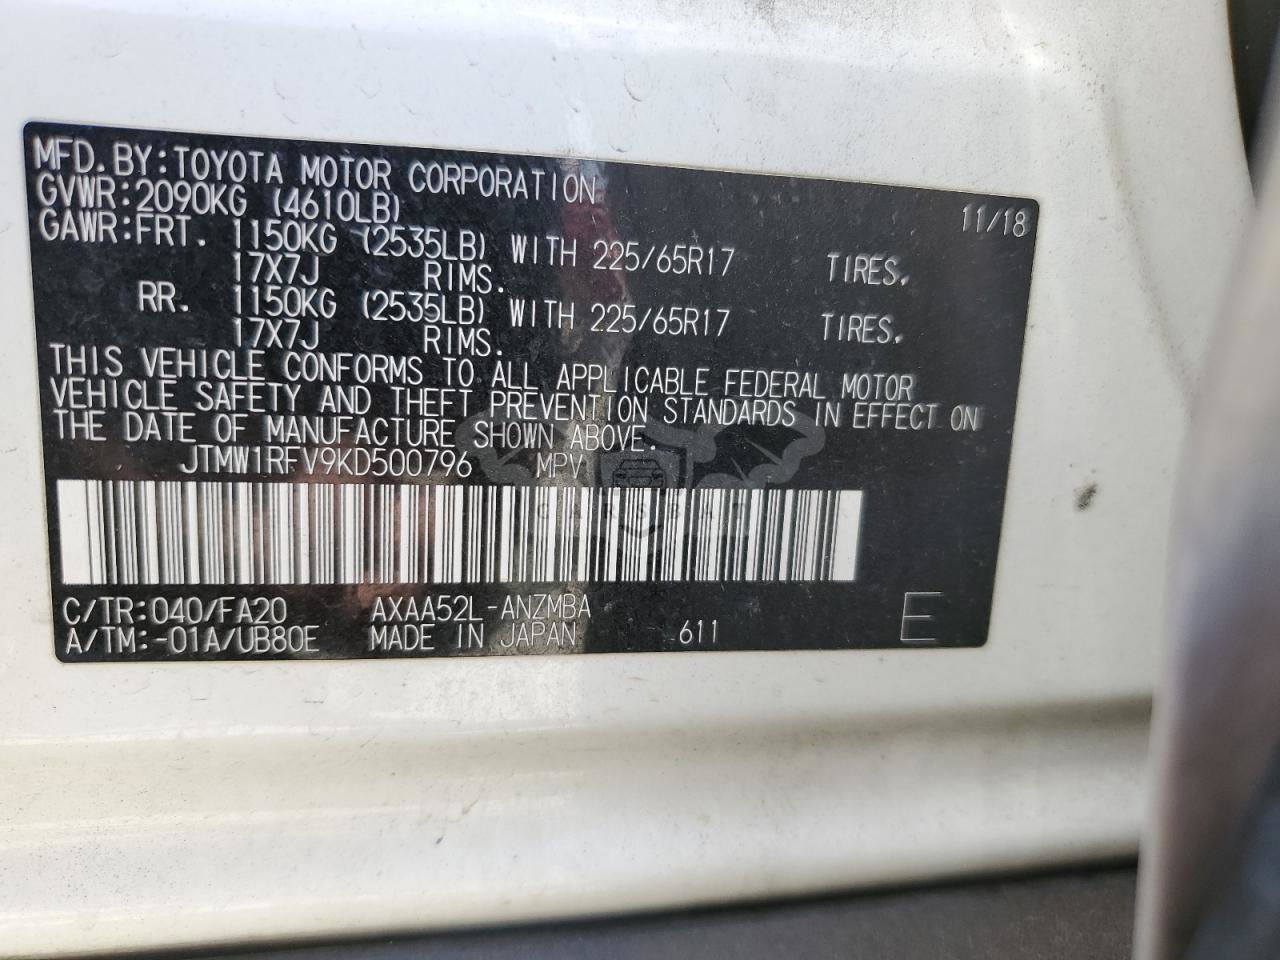 MFD.BY:TOYOTA MOTOR CORPORATION 11/18
GVWR:2090KG (4610LB)
GAWR:FRT. 1150KG (2535LB) WITH 225/65R17 TIRES,
17X7J RIMS.
RR. 1150KG (2535LB) WITH 225/65R17 TIRES,
17X7J RIMS.
THIS VEHICLE CONFORMS TO ALL APPLICABLE FEDERAL MOTOR
VEHICLE SAFETY AND THEFT PREVENTION STANDARDS IN EFFECT ON
THE DATE OF MANUFACTURE SHOWN ABOVE.
JTMW1RFV9KD500796 MPV
C/TR:040/FA20 AXAA52L-ANZMBA
A/TM:-01A/UB80E MADE IN JAPAN 611 E